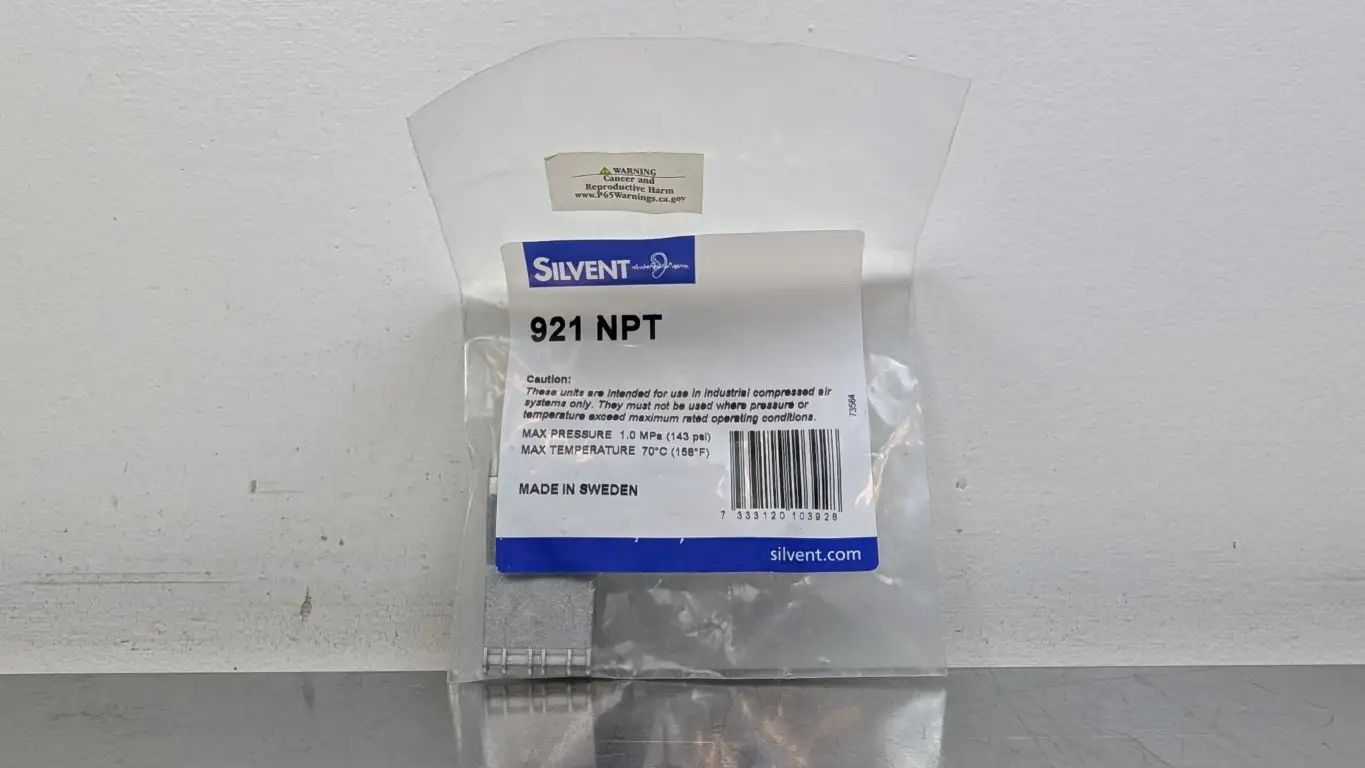 ⚠ WARNING
Cancer and
Reproductive Harm
www.P65Warnings.ca.gov
SILVENT
921 NPT
Caution:
These units are intended for use in industrial compressed air
systems only. They must not be used where pressure or
temperature exceed maximum rated operating conditions.
73564
MAX PRESSURE 1.0 MPa (143 psi)
MAX TEMPERATURE 70°C (158°F)
MADE IN SWEDEN
7 333120 103928
silvent.com